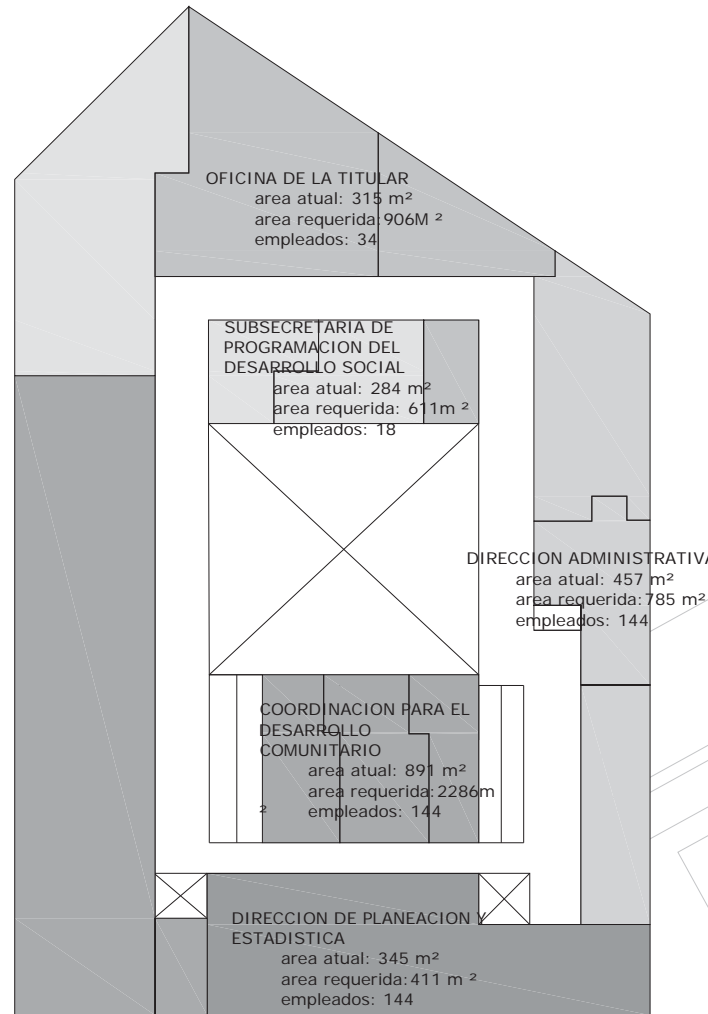 OFICINA DE LA TITULAR
area atual: 315 m²
area requerida: 906M ²
empleados: 34
SUBSECRETARIA DE
PROGRAMACION DEL
DESARROLLO SOCIAL
area atual: 284 m²
area requerida: 611m ²
empleados: 18
DIRECCION ADMINISTRATIVA
area atual: 457 m²
area requerida: 785 m²
empleados: 144
COORDINACION PARA EL
DESARROLLO
COMUNITARIO
area atual: 891 m²
area requerida: 2286m
² empleados: 144
DIRECCION DE PLANEACION Y
ESTADISTICA
area atual: 345 m²
area requerida: 411 m ²
empleados: 144